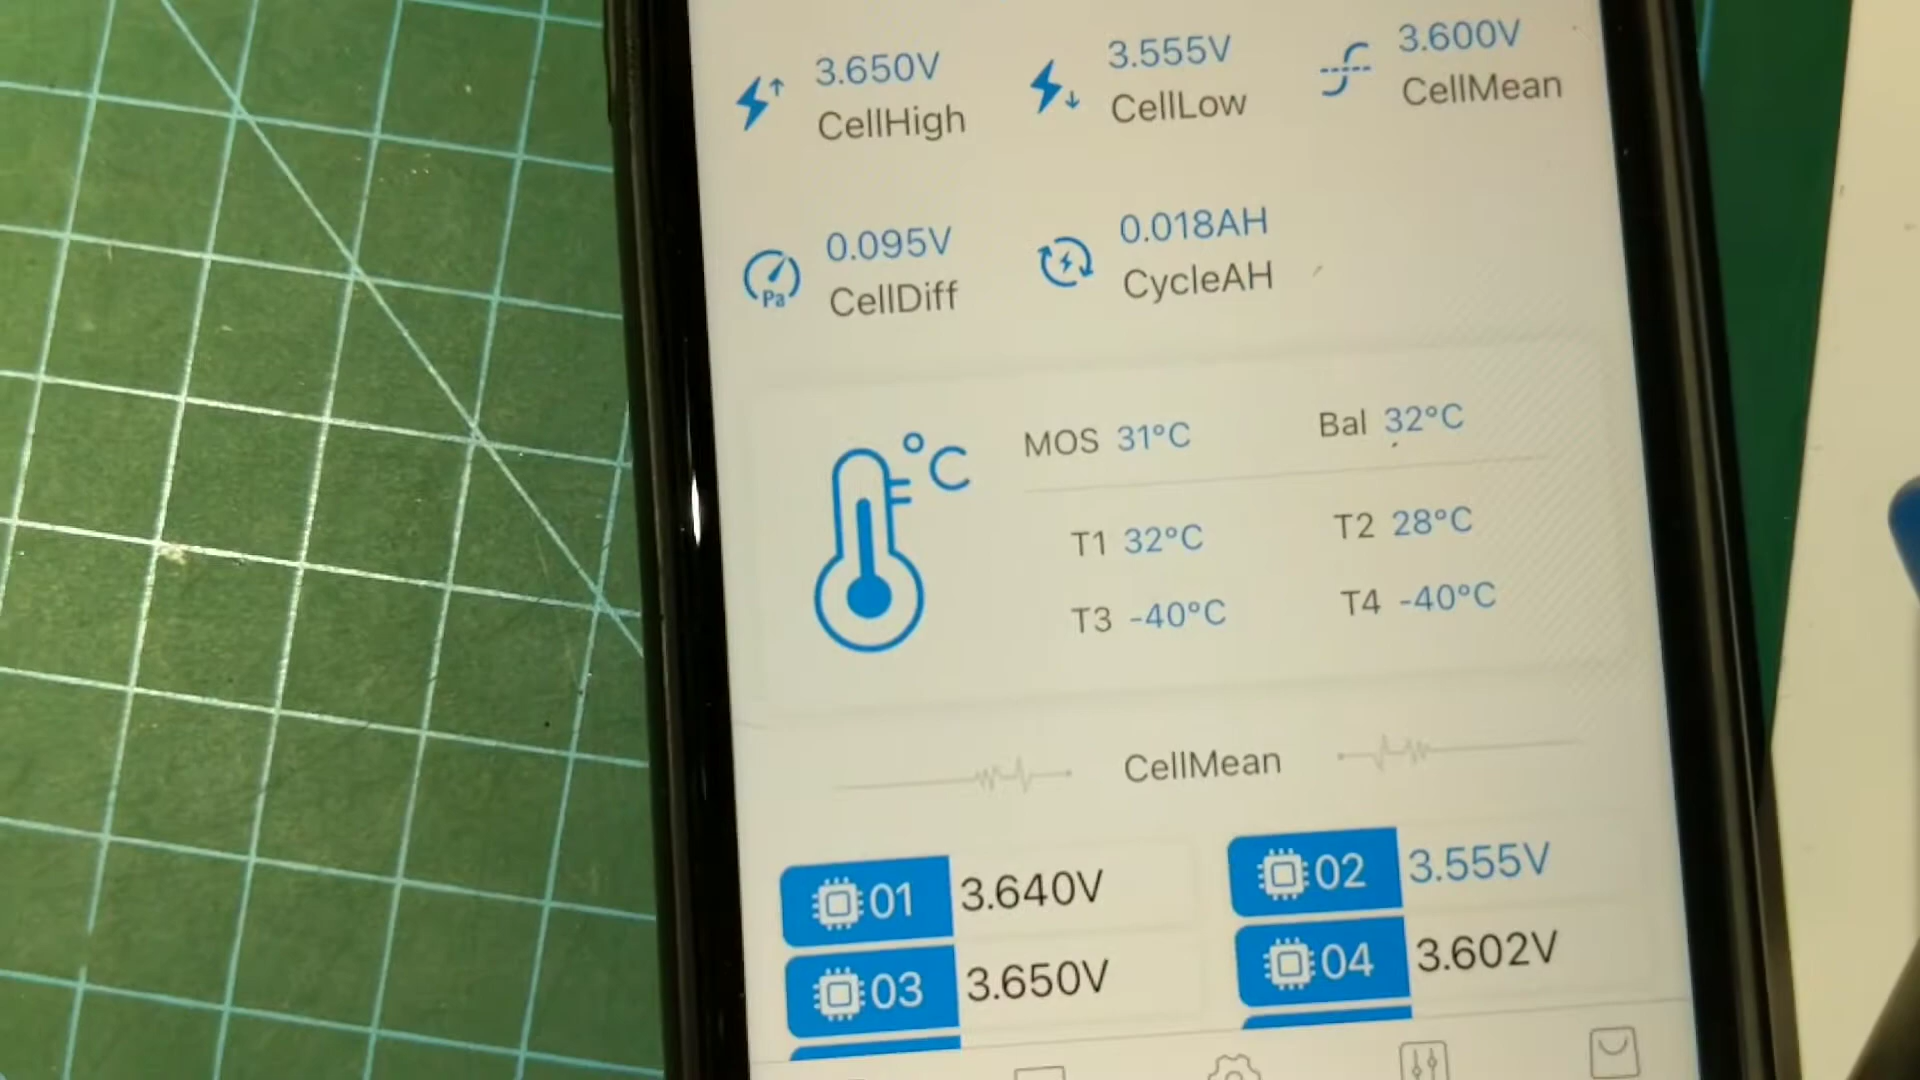 3.650V 3.555V 3.600V
CellHigh CellLow CellMean
0.095V 0.018AH
Pa CellDiff CycleAH
°C MOS 31°C Bal 32°C
T1 32°C T2 28°C
T3 -40°C T4 -40°C
CellMean
01 3.640V 02 3.555V
03 3.650V 04 3.602V